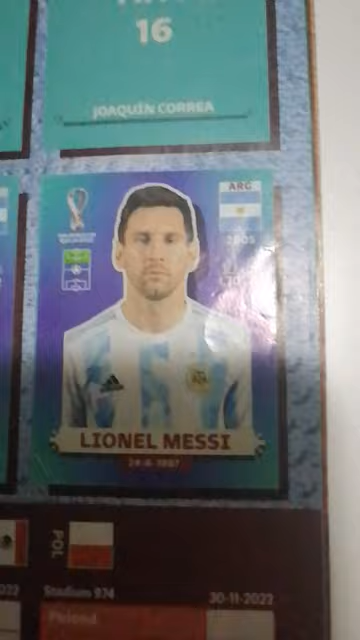 16
JOAQUÍN CORREA
ARG
2005
LIONEL MESSI
24-6-1987
POL
Stadium 974
30-11-2022
Poland